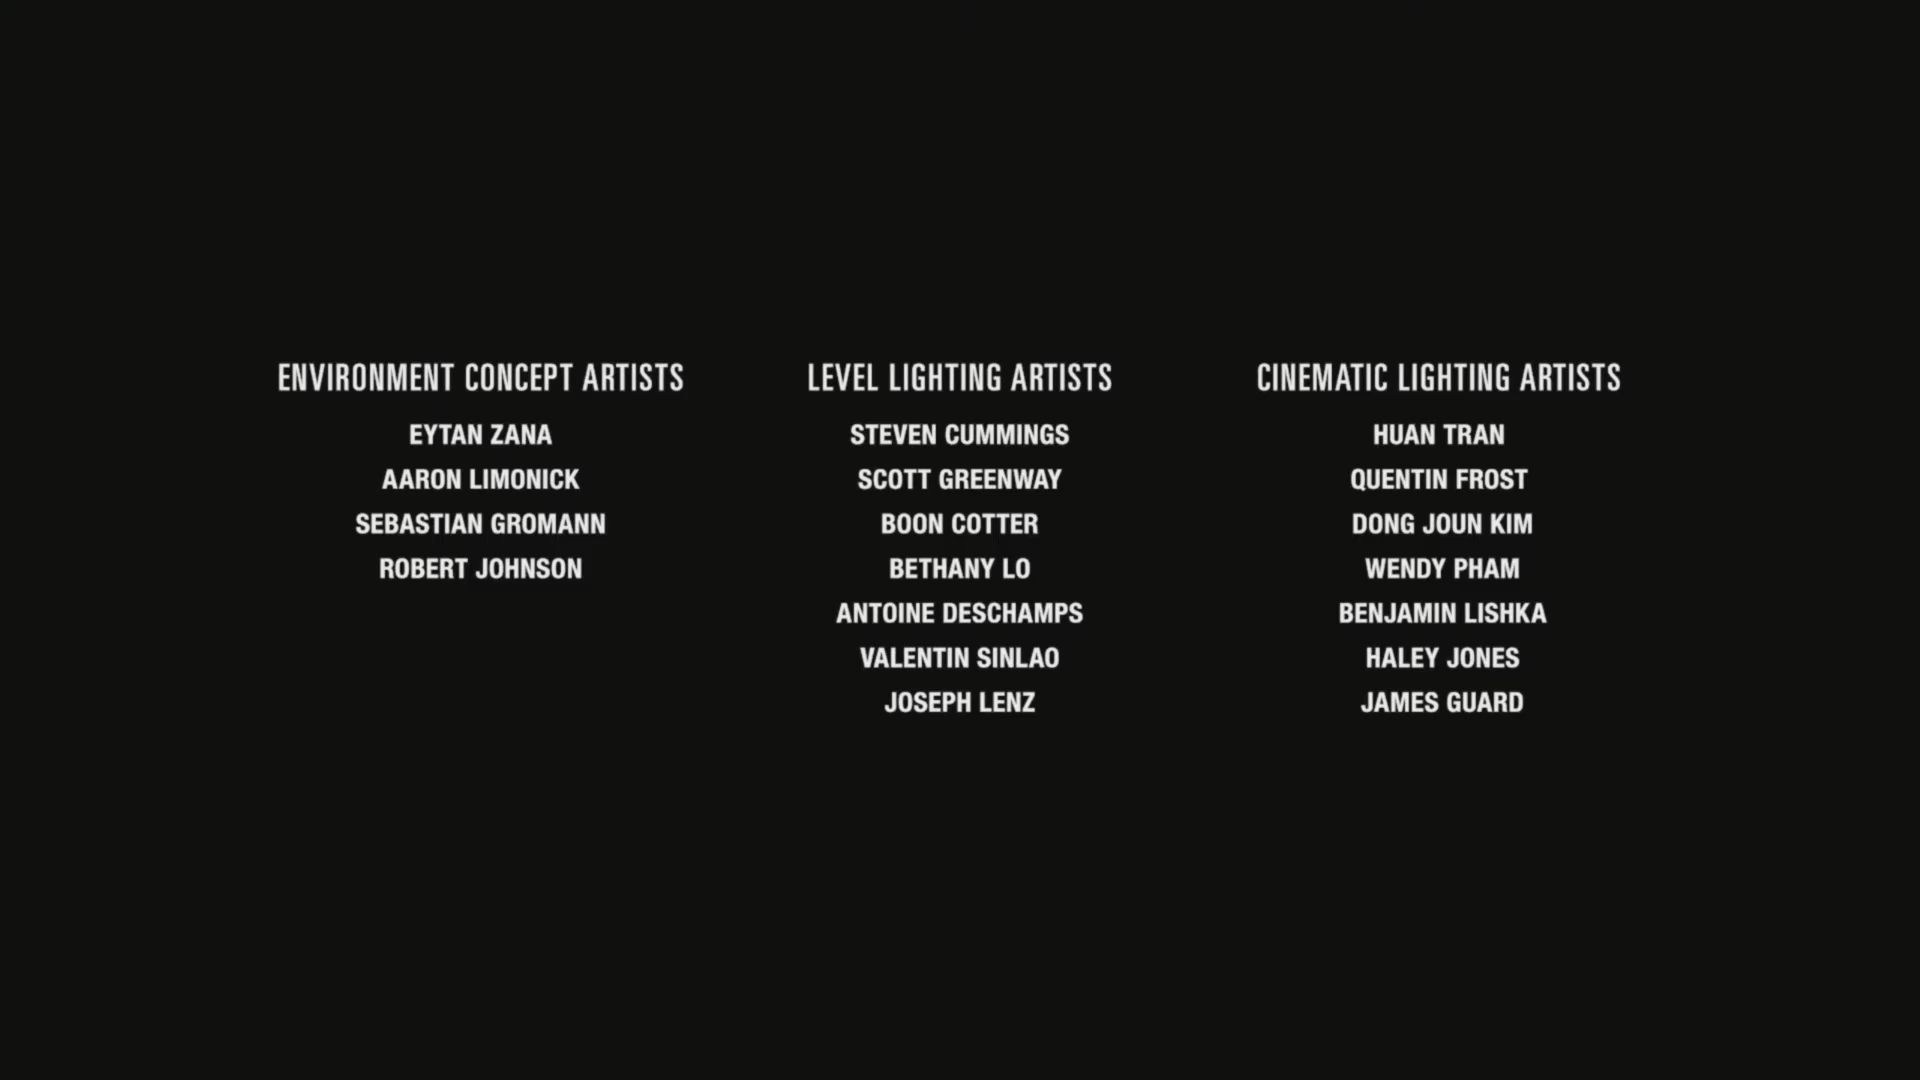 ENVIRONMENT CONCEPT ARTISTS
EYTAN ZANA
AARON LIMONICK
SEBASTIAN GROMANN
ROBERT JOHNSON
LEVEL LIGHTING ARTISTS
STEVEN CUMMINGS
SCOTT GREENWAY
BOON COTTER
BETHANY LO
ANTOINE DESCHAMPS
VALENTIN SINLAO
JOSEPH LENZ
CINEMATIC LIGHTING ARTISTS
HUAN TRAN
QUENTIN FROST
DONG JOUN KIM
WENDY PHAM
BENJAMIN LISHKA
HALEY JONES
JAMES GUARD